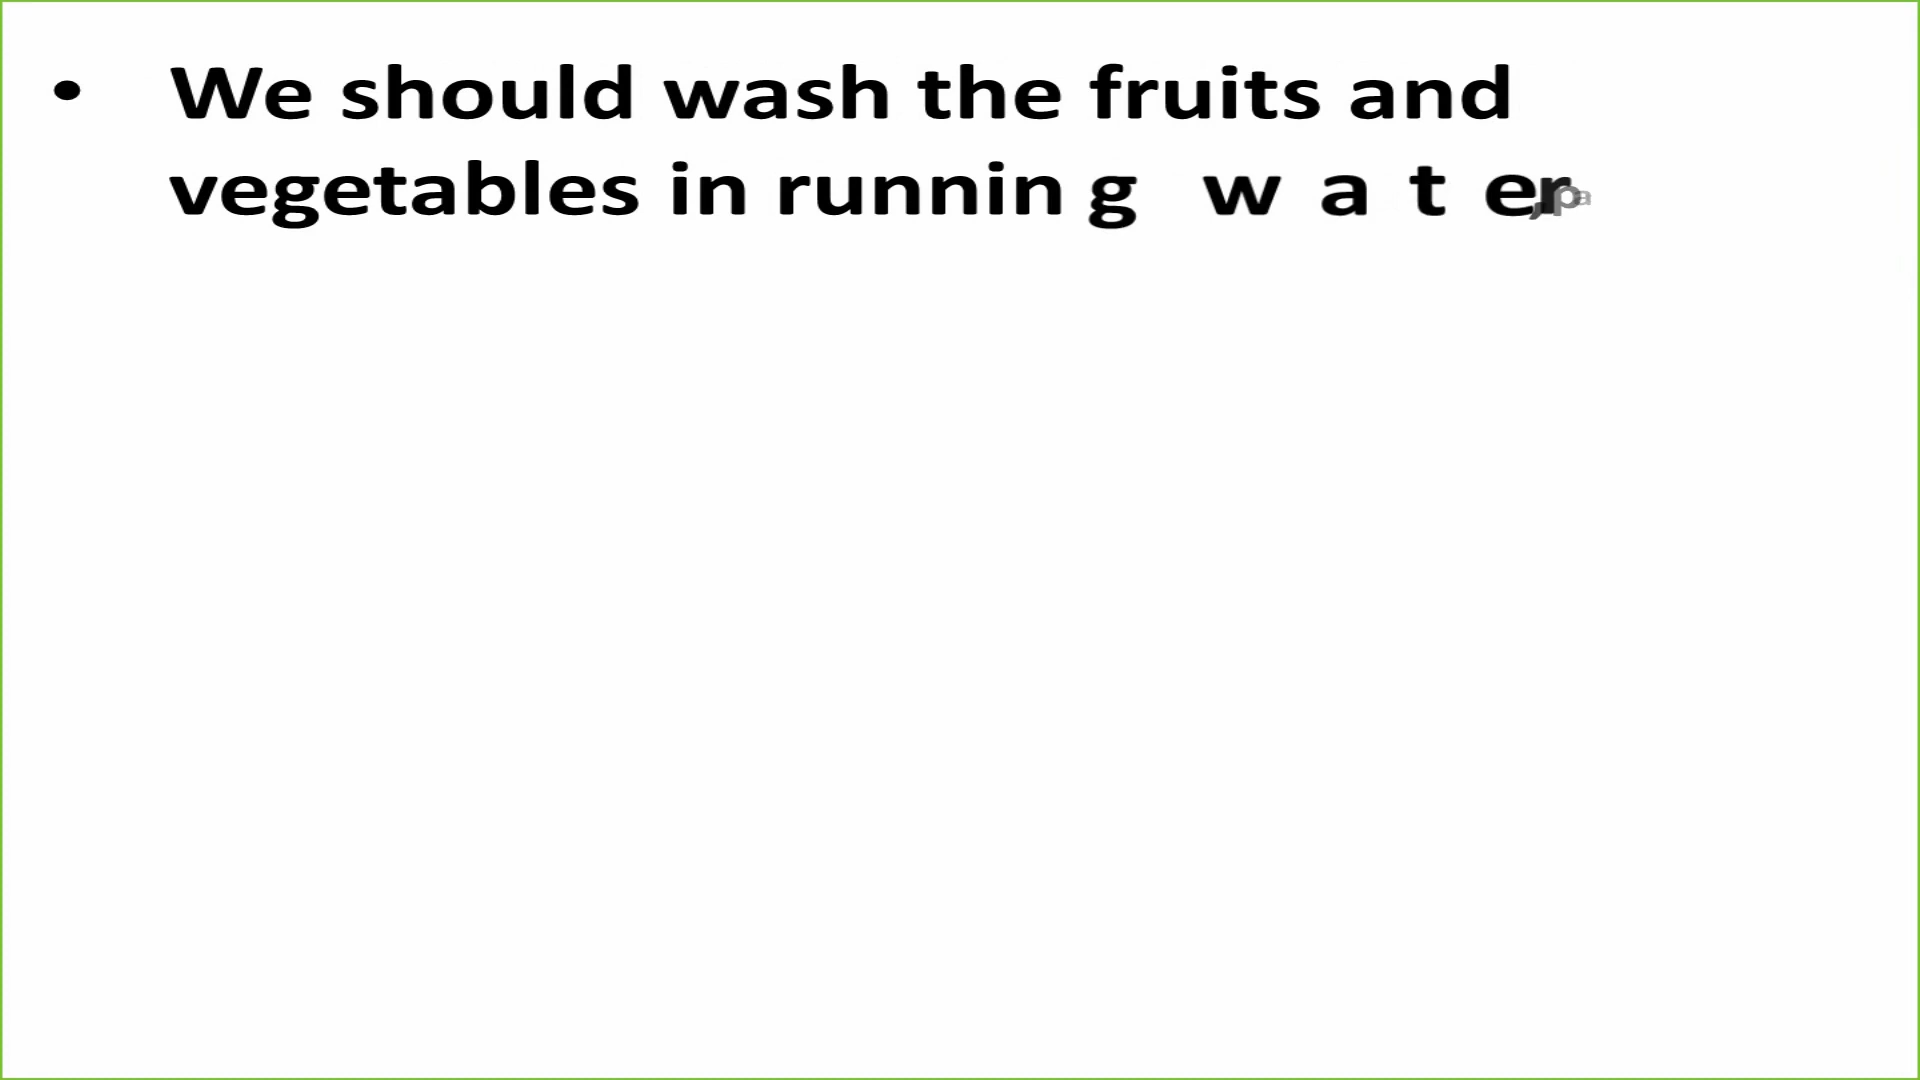 • We should wash the fruits and
vegetables in running water,